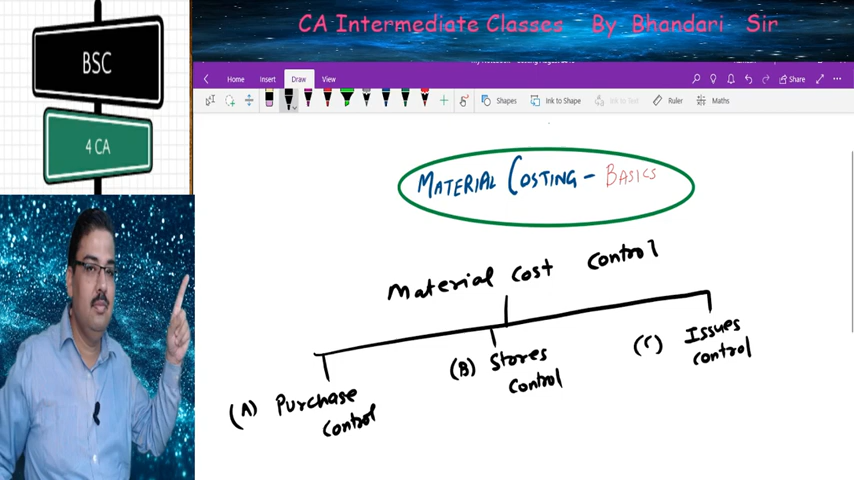 BSC
4 CA
CA Intermediate Classes By Bhandari Sir
Home Insert Draw View
Share
Shapes Ink to Shape Ink to Text Ruler Maths
MATERIAL COSTING - BASICS
Material cost control
(A) Purchase control
(B) Stores control
(C) Issues control